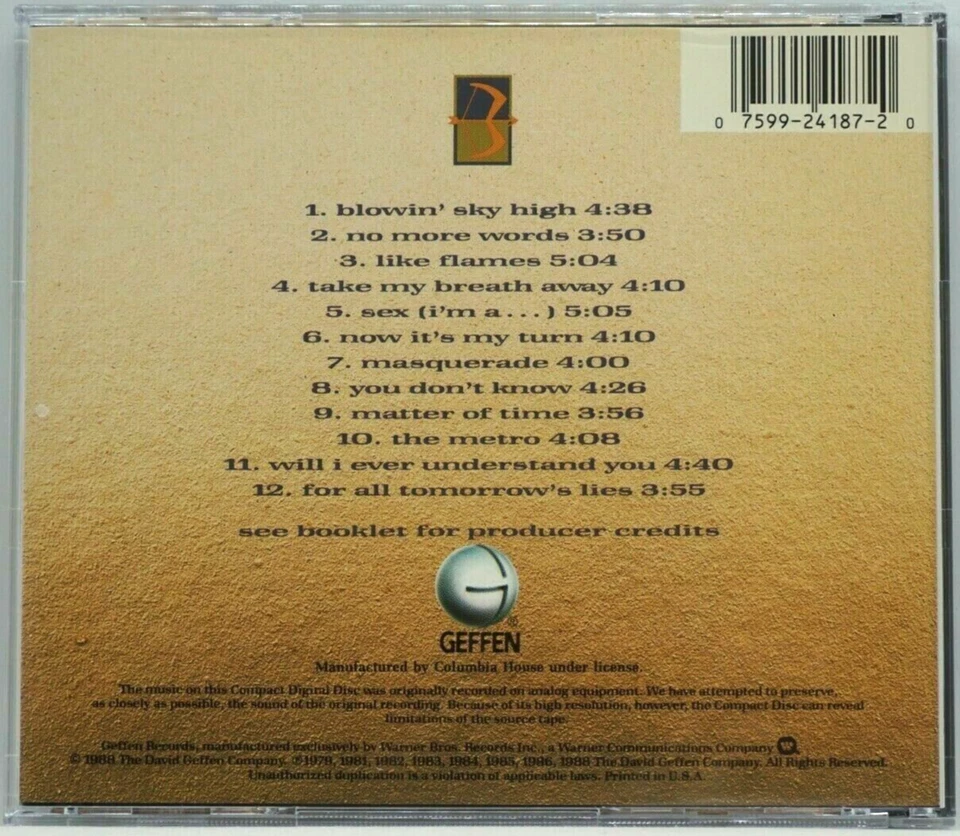 0 7599-24187-2 0
1. blowin' sky high 4:38
2. no more words 3:50
3. like flames 5:04
4. take my breath away 4:10
5. sex (i'm a...) 5:05
6. now it's my turn 4:10
7. masquerade 4:00
8. you don't know 4:26
9. matter of time 3:56
10. the metro 4:08
11. will i ever understand you 4:40
12. for all tomorrow's lies 3:55
see booklet for producer credits
GEFFEN
Manufactured by Columbia House under license.
The music on this Compact Digital Disc was originally recorded on analog equipment. We have attempted to preserve,
as closely as possible, the sound of the original recording. Because of its high resolution, however, the Compact Disc can reveal
limitations of the source tape.
Geffen Records, manufactured exclusively by Warner Bros. Records Inc., a Warner Communications Company
© 1988 The David Geffen Company. ℗1979, 1981, 1982, 1983, 1984, 1985, 1986, 1988 The David Geffen Company. All Rights Reserved.
Unauthorized duplication is a violation of applicable laws. Printed in U.S.A.